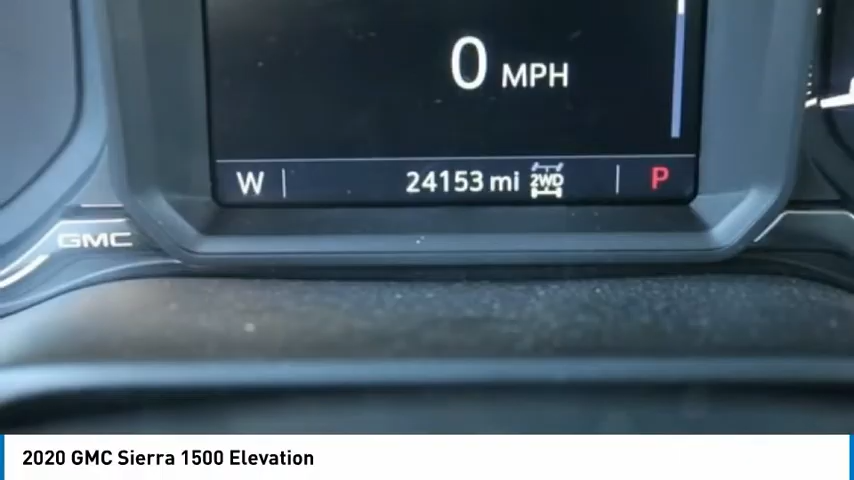 0 MPH
W 24153 mi 2WD P
GMC
2020 GMC Sierra 1500 Elevation